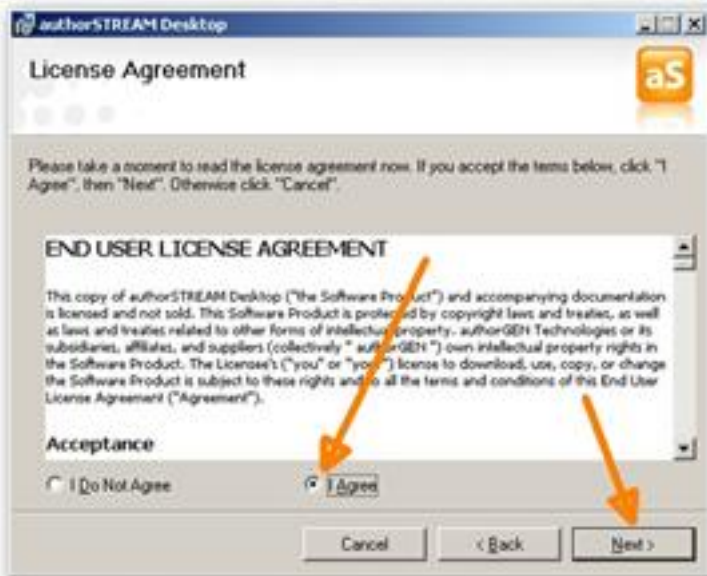 authorSTREAM Desktop
License Agreement
aS
Please take a moment to read the license agreement now. If you accept the terms below, click "I
Agree", then "Next". Otherwise click "Cancel".
END USER LICENSE AGREEMENT
This copy of authorSTREAM Desktop ("the Software Product") and accompanying documentation
is licensed and not sold. This Software Product is protected by copyright laws and treaties, as well
as laws and treaties related to other forms of intellectual property. authorGEN Technologies or its
subsidiaries, affiliates, and suppliers (collectively " authorGEN ") own intellectual property rights in
the Software Product. The Licensee's ("you" or "your") license to download, use, copy, or change
the Software Product is subject to these rights and to all the terms and conditions of this End User
License Agreement ("Agreement").
Acceptance
I Do Not Agree
I Agree
Cancel
< Back
Next >